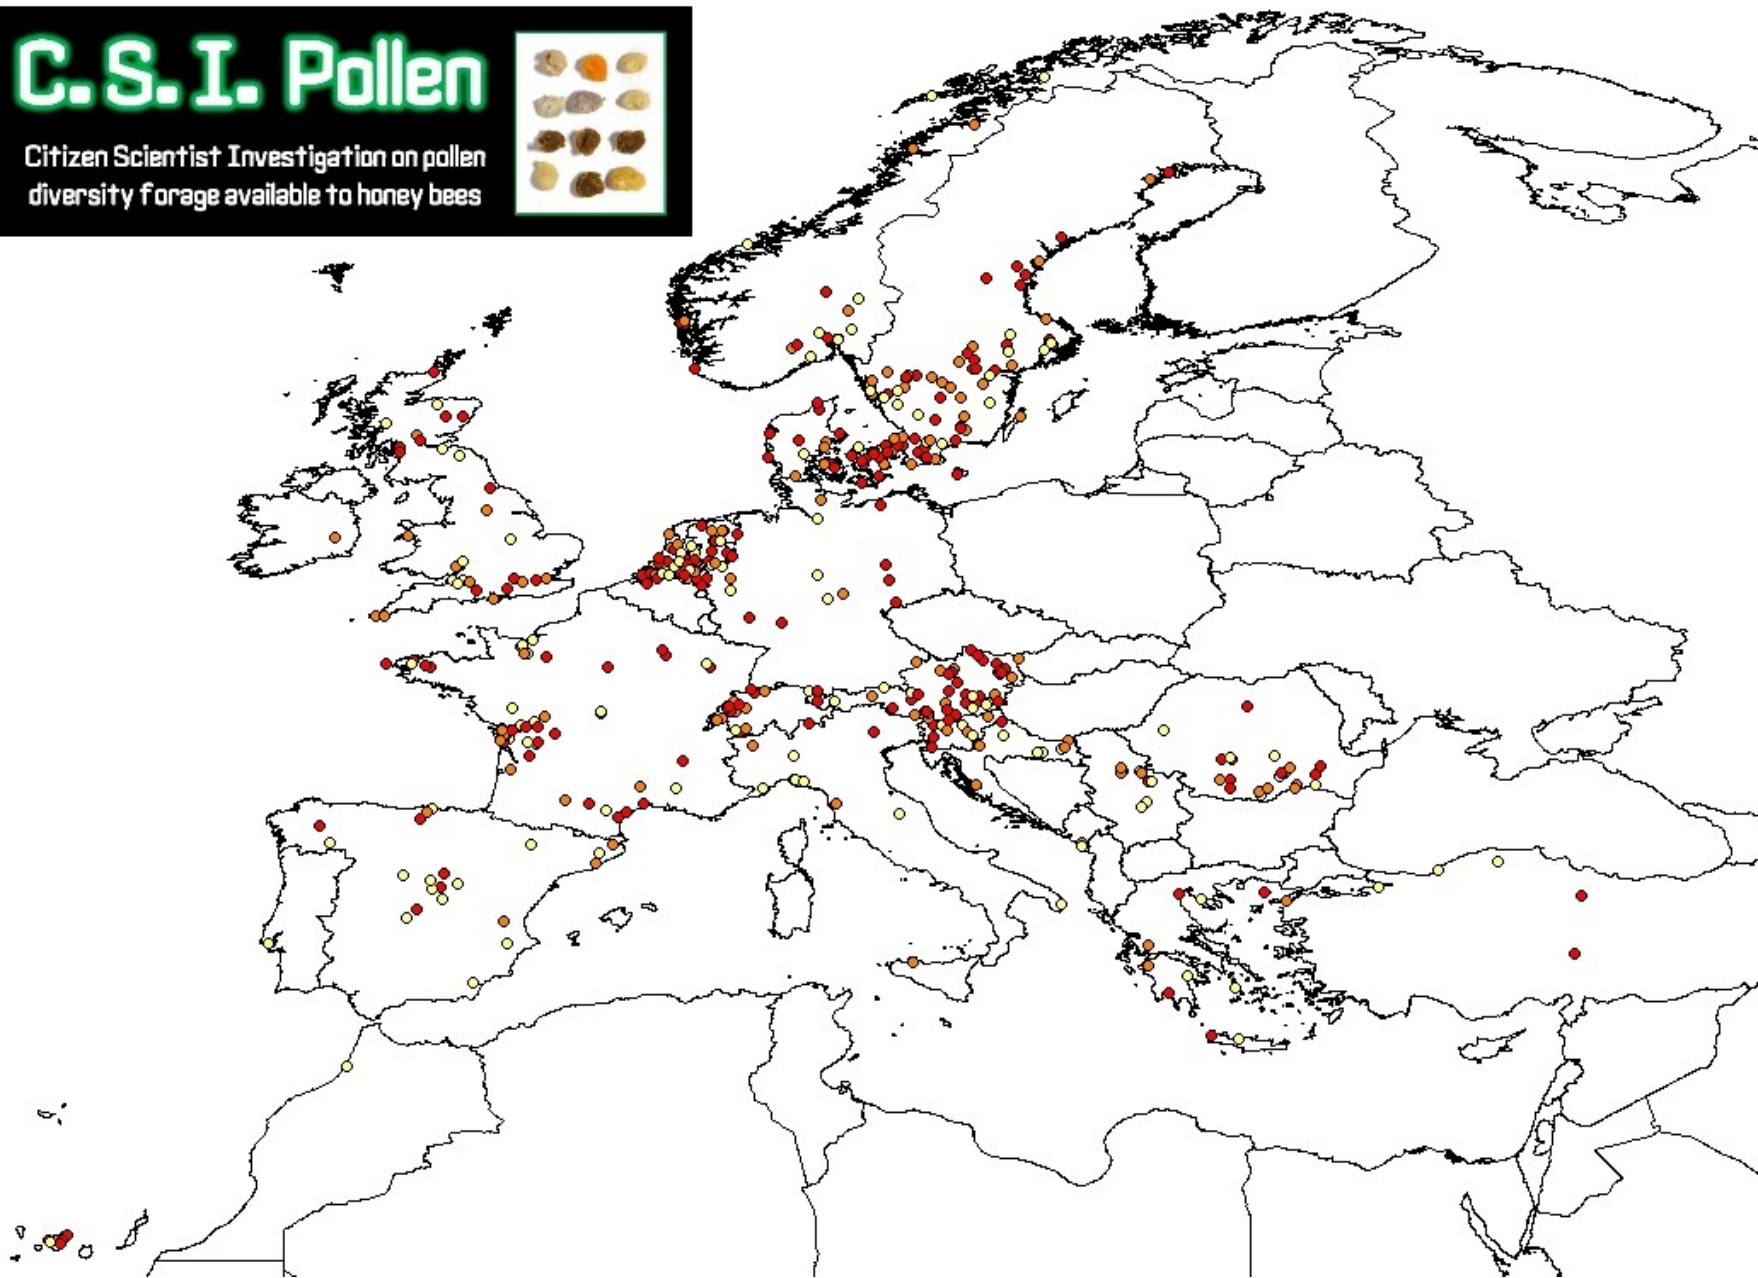 C.S.I. Pollen
Citizen Scientist Investigation on pollen
diversity forage available to honey bees